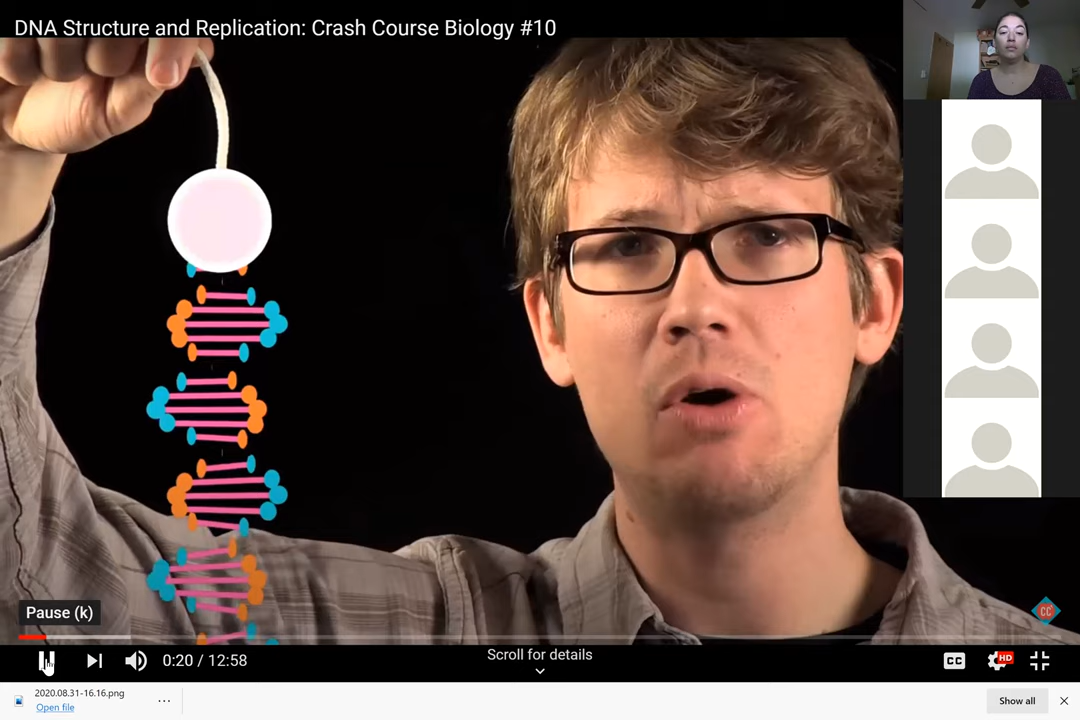 DNA Structure and Replication: Crash Course Biology #10
Pause (k)
0:20 / 12:58
Scroll for details
CC
HD
CC
2020.08.31-16.16.png
Open file
Show all